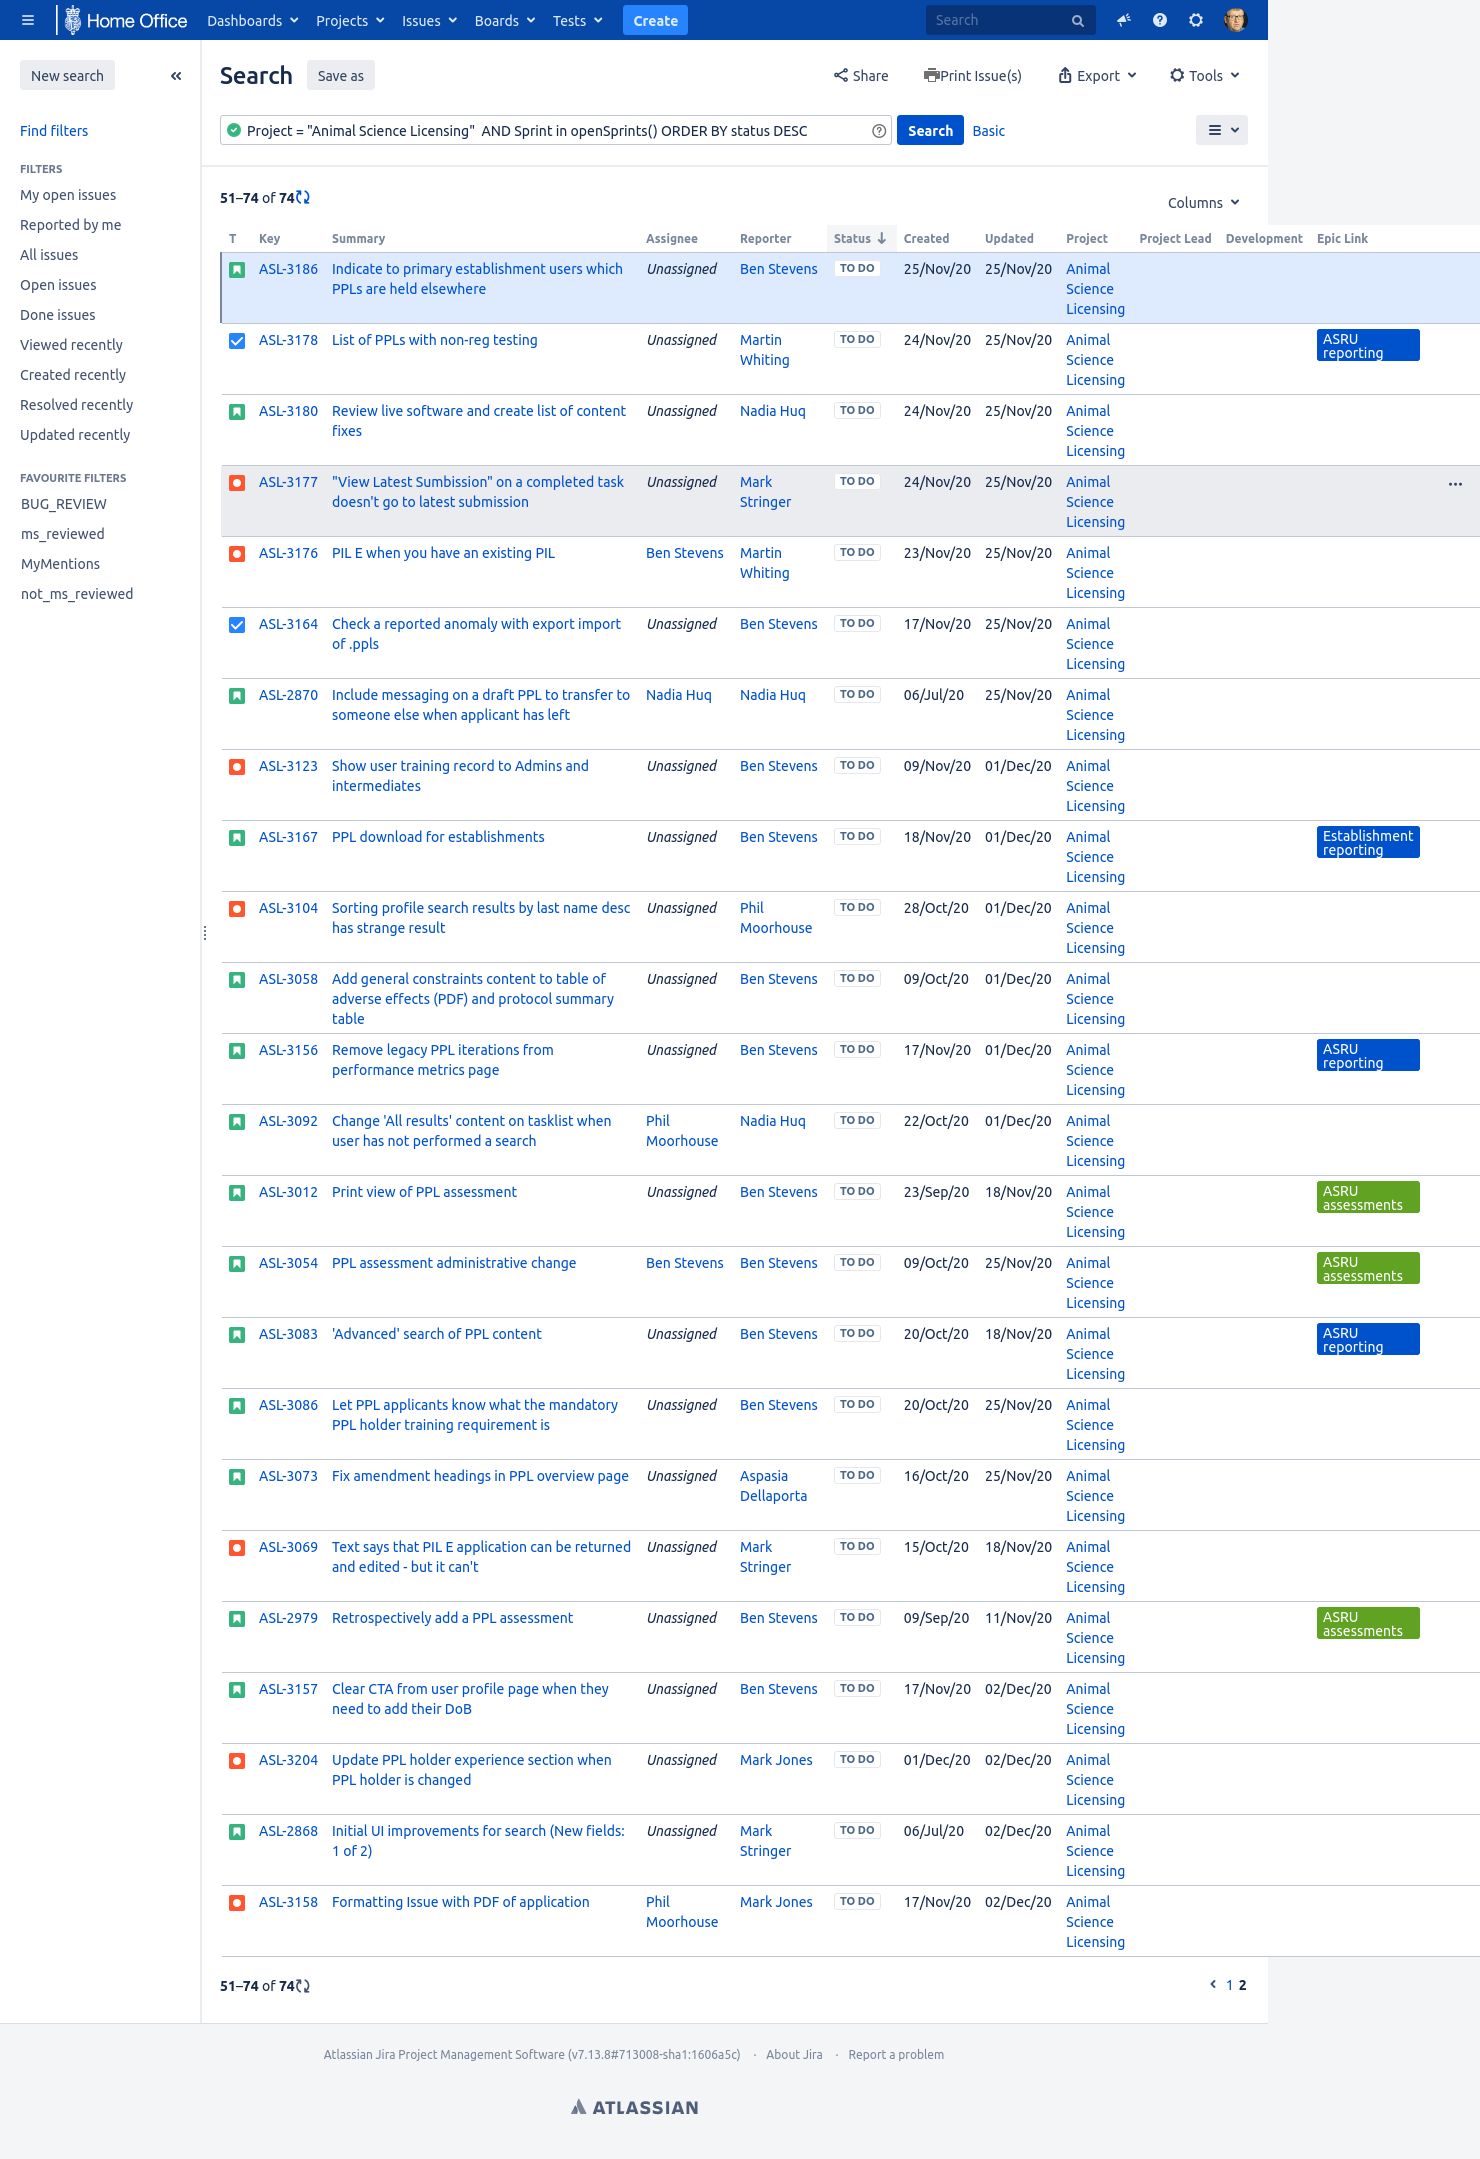 Home Office Dashboards Projects Issues Boards Tests Create Search
New search
Search Save as Share Print Issue(s) Export Tools
Find filters
Project = "Animal Science Licensing"  AND Sprint in openSprints() ORDER BY status DESC Search Basic
FILTERS
My open issues
Reported by me
All issues
Open issues
Done issues
Viewed recently
Created recently
Resolved recently
Updated recently
FAVOURITE FILTERS
BUG_REVIEW
ms_reviewed
MyMentions
not_ms_reviewed
51–74 of 74
Columns
T Key Summary Assignee Reporter Status Created Updated Project Project Lead Development Epic Link
ASL-3186 Indicate to primary establishment users which Unassigned Ben Stevens TO DO 25/Nov/20 25/Nov/20 Animal
PPLs are held elsewhere Science
Licensing
ASL-3178 List of PPLs with non-reg testing Unassigned Martin TO DO 24/Nov/20 25/Nov/20 Animal ASRU
Whiting Science reporting
Licensing
ASL-3180 Review live software and create list of content Unassigned Nadia Huq TO DO 24/Nov/20 25/Nov/20 Animal
fixes Science
Licensing
ASL-3177 "View Latest Sumbission" on a completed task Unassigned Mark TO DO 24/Nov/20 25/Nov/20 Animal
doesn't go to latest submission Stringer Science
Licensing
ASL-3176 PIL E when you have an existing PIL Ben Stevens Martin TO DO 23/Nov/20 25/Nov/20 Animal
Whiting Science
Licensing
ASL-3164 Check a reported anomaly with export import Unassigned Ben Stevens TO DO 17/Nov/20 25/Nov/20 Animal
of .ppls Science
Licensing
ASL-2870 Include messaging on a draft PPL to transfer to Nadia Huq Nadia Huq TO DO 06/Jul/20 25/Nov/20 Animal
someone else when applicant has left Science
Licensing
ASL-3123 Show user training record to Admins and Unassigned Ben Stevens TO DO 09/Nov/20 01/Dec/20 Animal
intermediates Science
Licensing
ASL-3167 PPL download for establishments Unassigned Ben Stevens TO DO 18/Nov/20 01/Dec/20 Animal Establishment
Science reporting
Licensing
ASL-3104 Sorting profile search results by last name desc Unassigned Phil TO DO 28/Oct/20 01/Dec/20 Animal
has strange result Moorhouse Science
Licensing
ASL-3058 Add general constraints content to table of Unassigned Ben Stevens TO DO 09/Oct/20 01/Dec/20 Animal
adverse effects (PDF) and protocol summary Science
table Licensing
ASL-3156 Remove legacy PPL iterations from Unassigned Ben Stevens TO DO 17/Nov/20 01/Dec/20 Animal ASRU
performance metrics page Science reporting
Licensing
ASL-3092 Change 'All results' content on tasklist when Phil Nadia Huq TO DO 22/Oct/20 01/Dec/20 Animal
user has not performed a search Moorhouse Science
Licensing
ASL-3012 Print view of PPL assessment Unassigned Ben Stevens TO DO 23/Sep/20 18/Nov/20 Animal ASRU
Science assessments
Licensing
ASL-3054 PPL assessment administrative change Ben Stevens Ben Stevens TO DO 09/Oct/20 25/Nov/20 Animal ASRU
Science assessments
Licensing
ASL-3083 'Advanced' search of PPL content Unassigned Ben Stevens TO DO 20/Oct/20 18/Nov/20 Animal ASRU
Science reporting
Licensing
ASL-3086 Let PPL applicants know what the mandatory Unassigned Ben Stevens TO DO 20/Oct/20 25/Nov/20 Animal
PPL holder training requirement is Science
Licensing
ASL-3073 Fix amendment headings in PPL overview page Unassigned Aspasia TO DO 16/Oct/20 25/Nov/20 Animal
Dellaporta Science
Licensing
ASL-3069 Text says that PIL E application can be returned Unassigned Mark TO DO 15/Oct/20 18/Nov/20 Animal
and edited - but it can't Stringer Science
Licensing
ASL-2979 Retrospectively add a PPL assessment Unassigned Ben Stevens TO DO 09/Sep/20 11/Nov/20 Animal ASRU
Science assessments
Licensing
ASL-3157 Clear CTA from user profile page when they Unassigned Ben Stevens TO DO 17/Nov/20 02/Dec/20 Animal
need to add their DoB Science
Licensing
ASL-3204 Update PPL holder experience section when Unassigned Mark Jones TO DO 01/Dec/20 02/Dec/20 Animal
PPL holder is changed Science
Licensing
ASL-2868 Initial UI improvements for search (New fields: Unassigned Mark TO DO 06/Jul/20 02/Dec/20 Animal
1 of 2) Stringer Science
Licensing
ASL-3158 Formatting Issue with PDF of application Phil Mark Jones TO DO 17/Nov/20 02/Dec/20 Animal
Moorhouse Science
Licensing
51–74 of 74 1 2
Atlassian Jira Project Management Software (v7.13.8#713008-sha1:1606a5c) · About Jira · Report a problem
ATLASSIAN